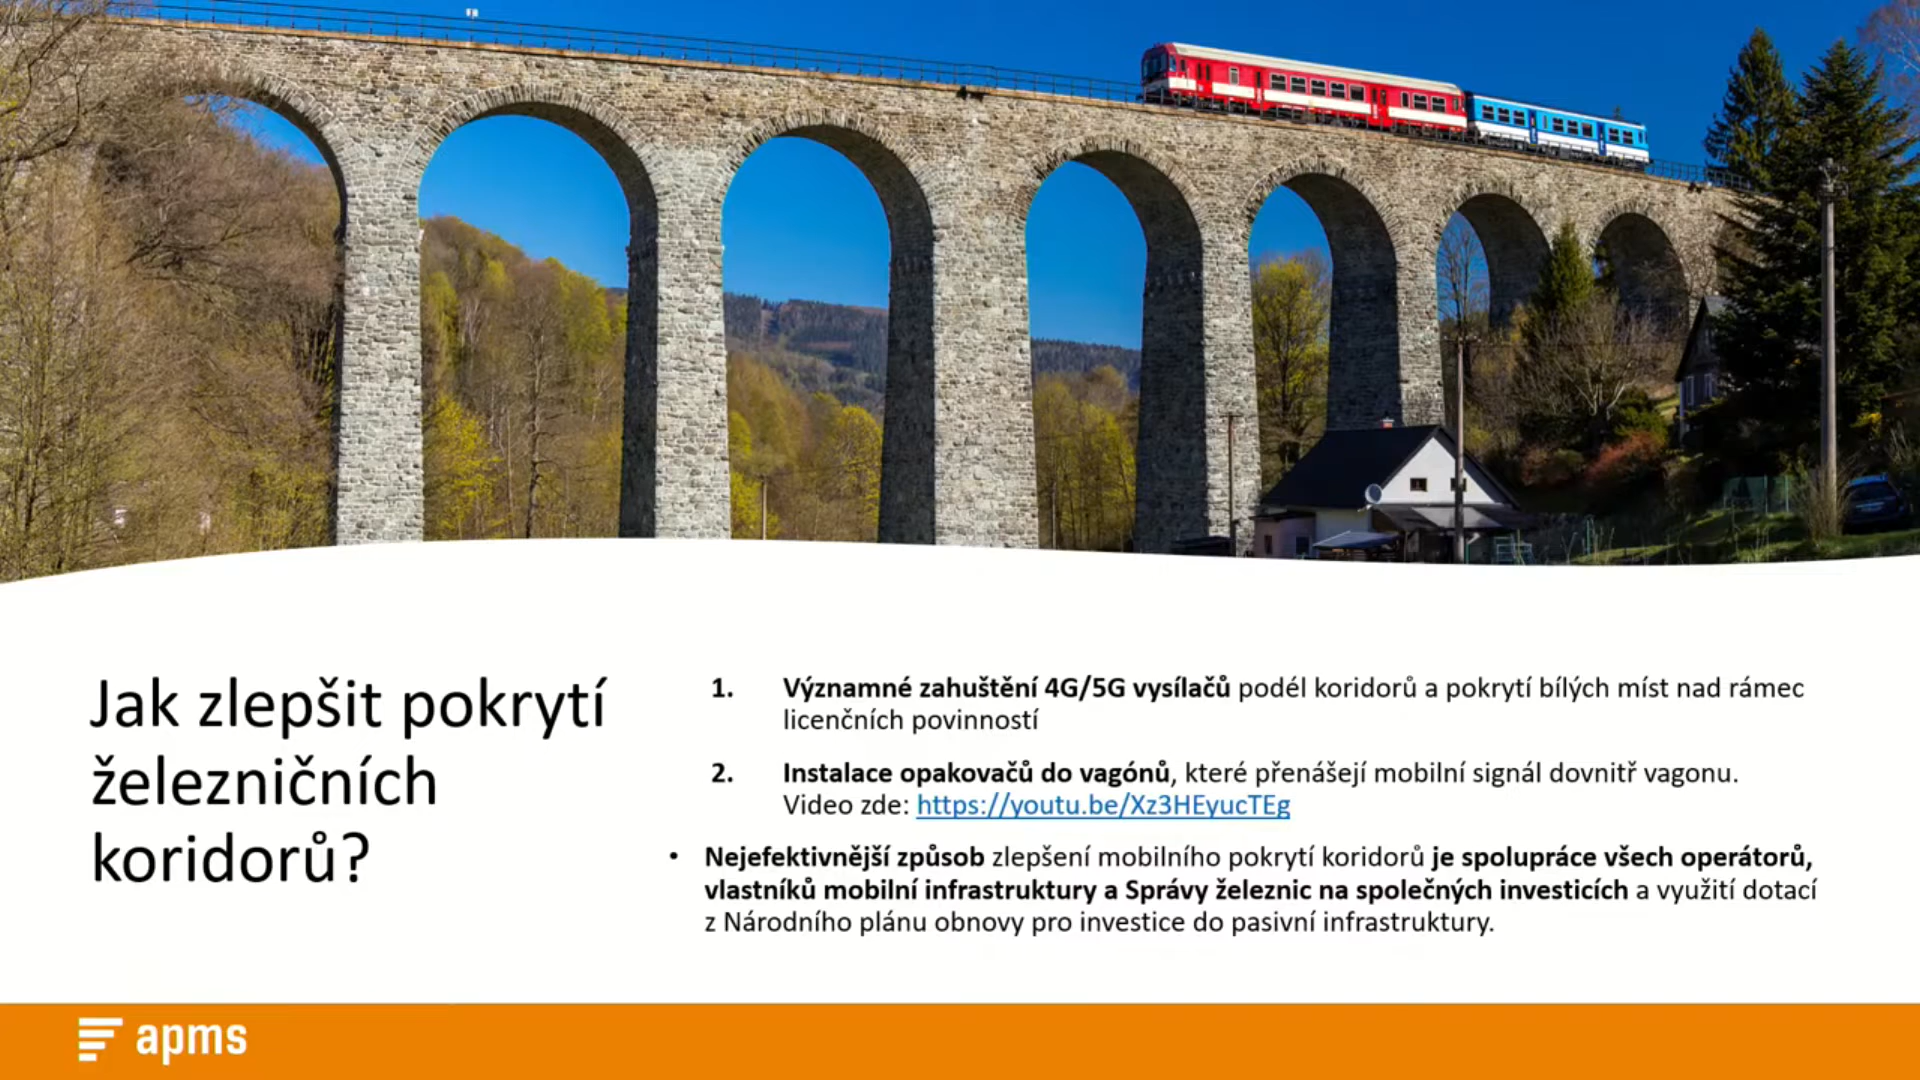 Jak zlepšit pokrytí
železničních
koridorů?
1. Významné zahuštění 4G/5G vysílačů podél koridorů a pokrytí bílých míst nad rámec
licenčních povinností
2. Instalace opakovačů do vagónů, které přenášejí mobilní signál dovnitř vagonu.
Video zde: https://youtu.be/Xz3HEyucTEg
• Nejefektivnější způsob zlepšení mobilního pokrytí koridorů je spolupráce všech operátorů,
vlastníků mobilní infrastruktury a Správy železnic na společných investicích a využití dotací
z Národního plánu obnovy pro investice do pasivní infrastruktury.
apms